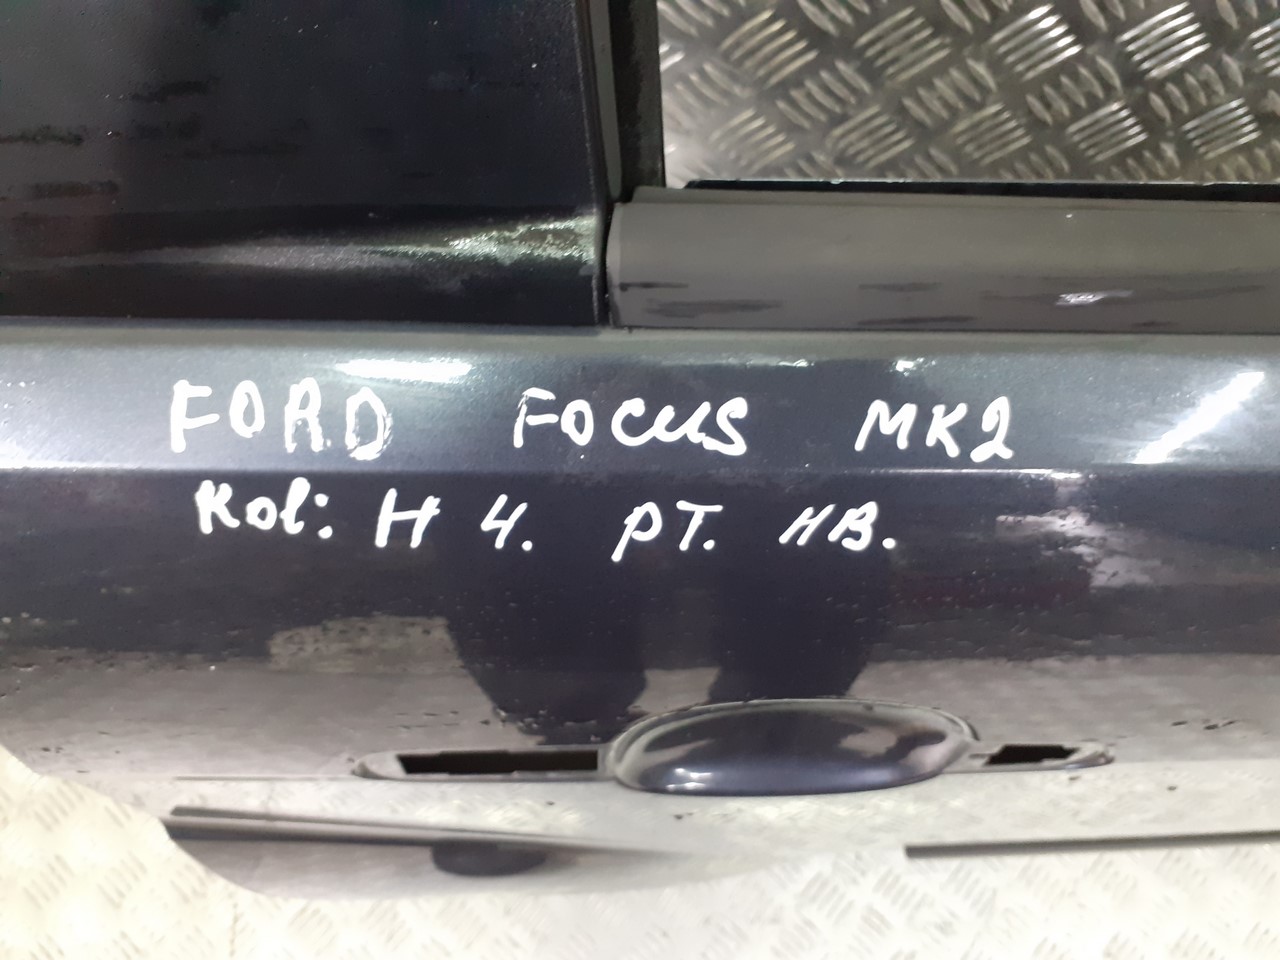 FORD FOCUS MK2
Kol: H 4. PT. HB.